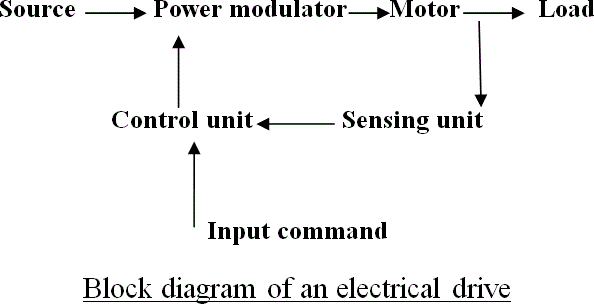 Source Power modulator Motor Load
Control unit Sensing unit
Input command
Block diagram of an electrical drive